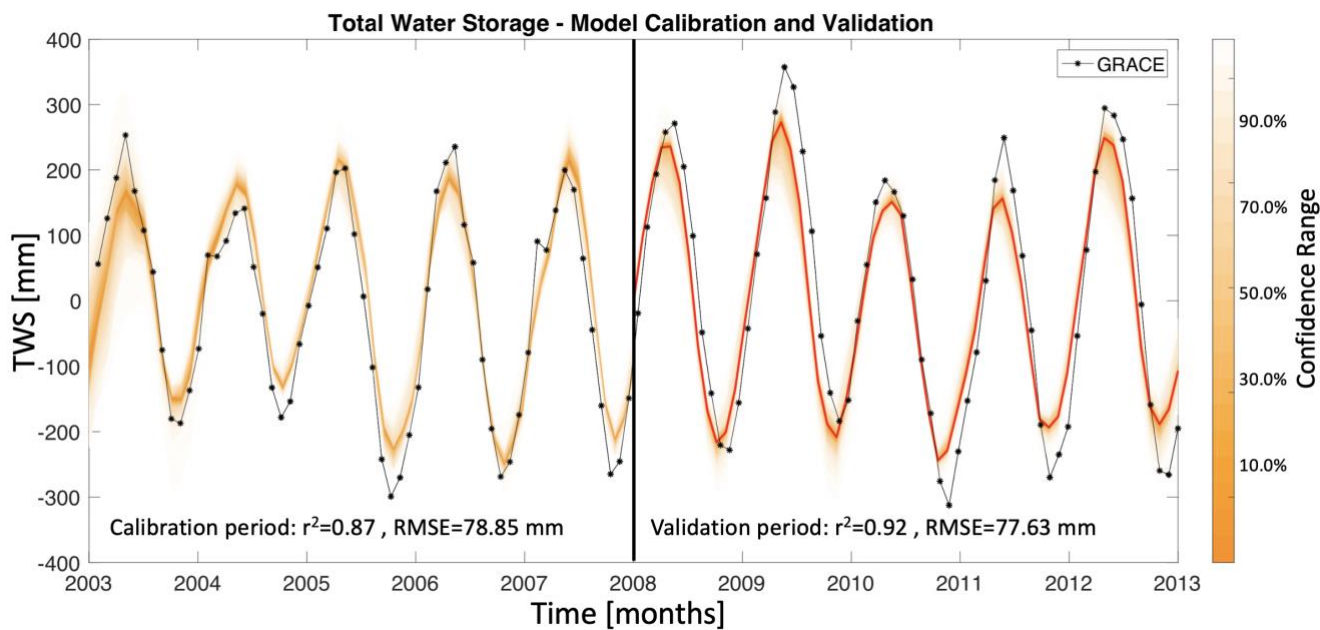 Total Water Storage - Model Calibration and Validation
400
300
200
100
0
-100
-200
-300
-400
TWS [mm]
GRACE
Calibration period: r²=0.87 , RMSE=78.85 mm
Validation period: r²=0.92 , RMSE=77.63 mm
2003 2004 2005 2006 2007 2008 2009 2010 2011 2012 2013
Time [months]
90.0%
70.0%
50.0%
30.0%
10.0%
Confidence Range